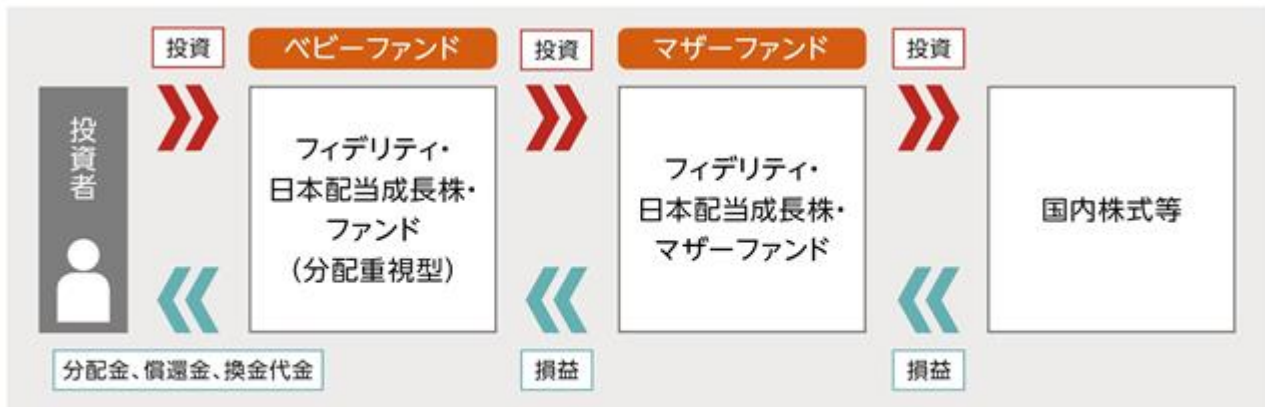 投資
ベビーファンド
投資
マザーファンド
投資
投資者
フィデリティ・
日本配当成長株・
ファンド
(分配重視型)
フィデリティ・
日本配当成長株・
マザーファンド
国内株式等
分配金、償還金、換金代金
損益
損益